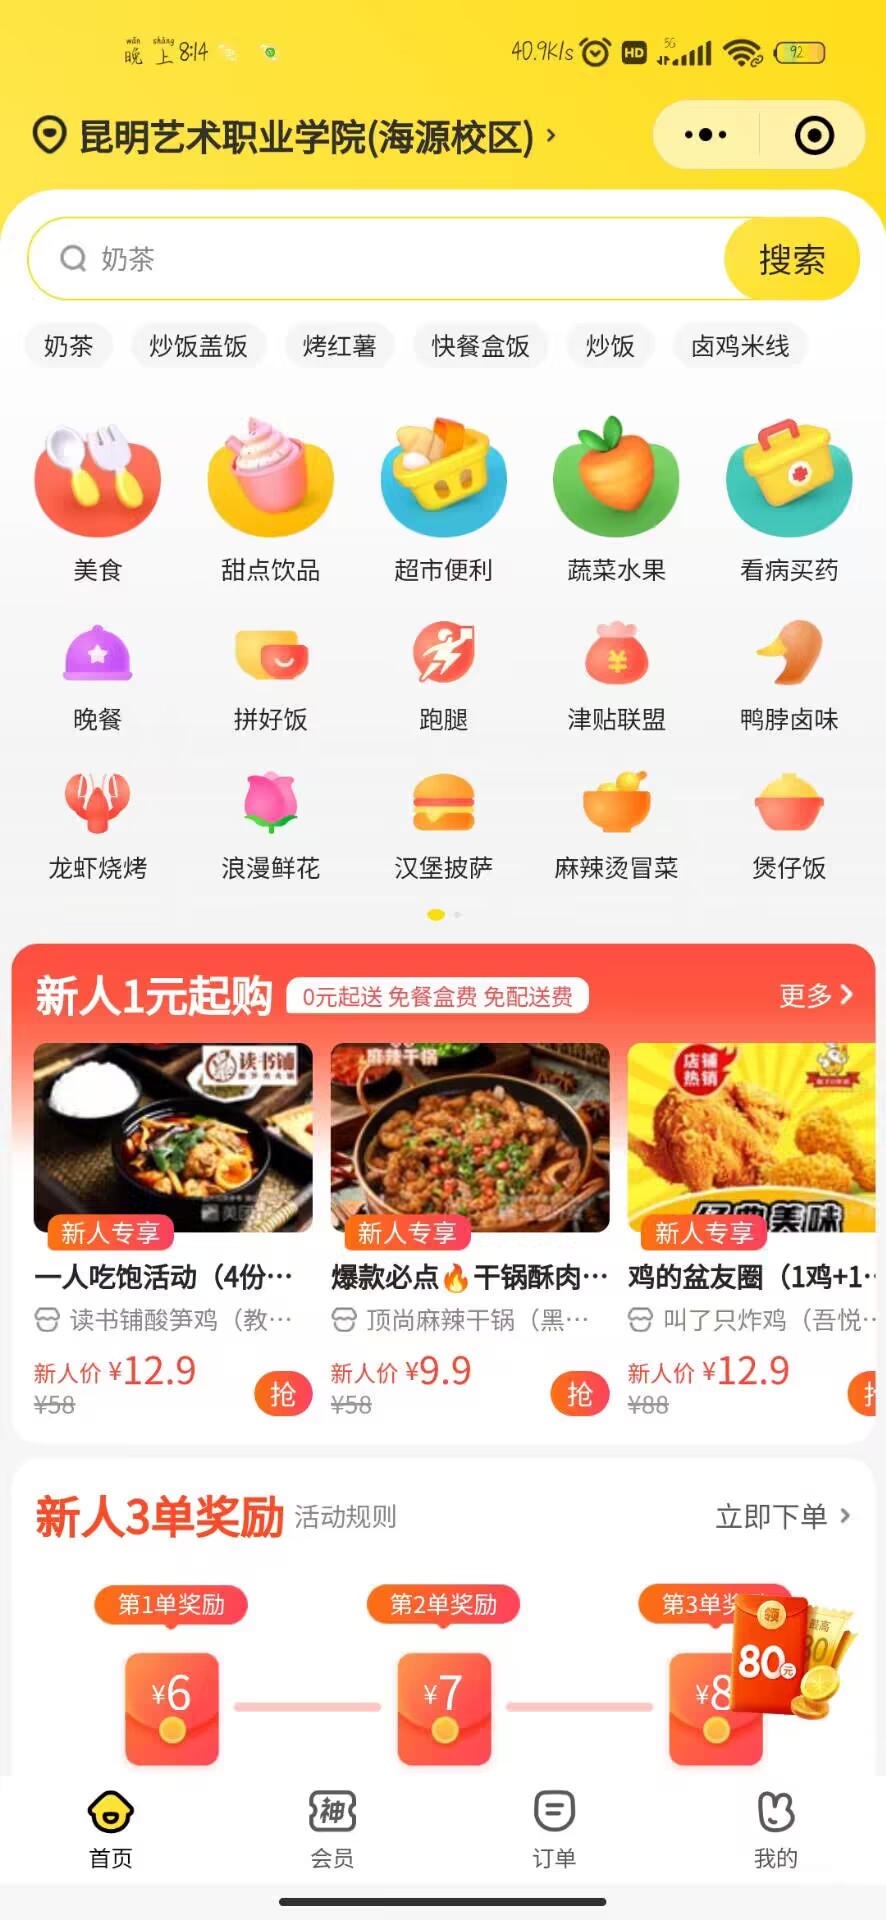 wǎn shàng
晚上8:14 40.9K/s HD 5G 92
昆明艺术职业学院(海源校区)
奶茶 搜索
奶茶 炒饭盖饭 烤红薯 快餐盒饭 炒饭 卤鸡米线
美食 甜点饮品 超市便利 蔬菜水果 看病买药
晚餐 拼好饭 跑腿 津贴联盟 鸭脖卤味
龙虾烧烤 浪漫鲜花 汉堡披萨 麻辣烫冒菜 煲仔饭
新人1元起购 0元起送 免餐盒费 免配送费 更多
读书铺 麻辣干锅 店铺热销
经典美味
新人专享 新人专享 新人专享
一人吃饱活动（4份… 爆款必点🔥干锅酥肉… 鸡的盆友圈（1鸡+1…
读书铺酸笋鸡（教… 顶尚麻辣干锅（黑… 叫了只炸鸡（吾悦…
新人价 ¥12.9 新人价 ¥9.9 新人价 ¥12.9
¥58 抢 ¥58 抢 ¥88
新人3单奖励 活动规则 立即下单
第1单奖励 第2单奖励 第3单奖
领 最高
80元 80
¥6 ¥7 ¥8
神
首页 会员 订单 我的